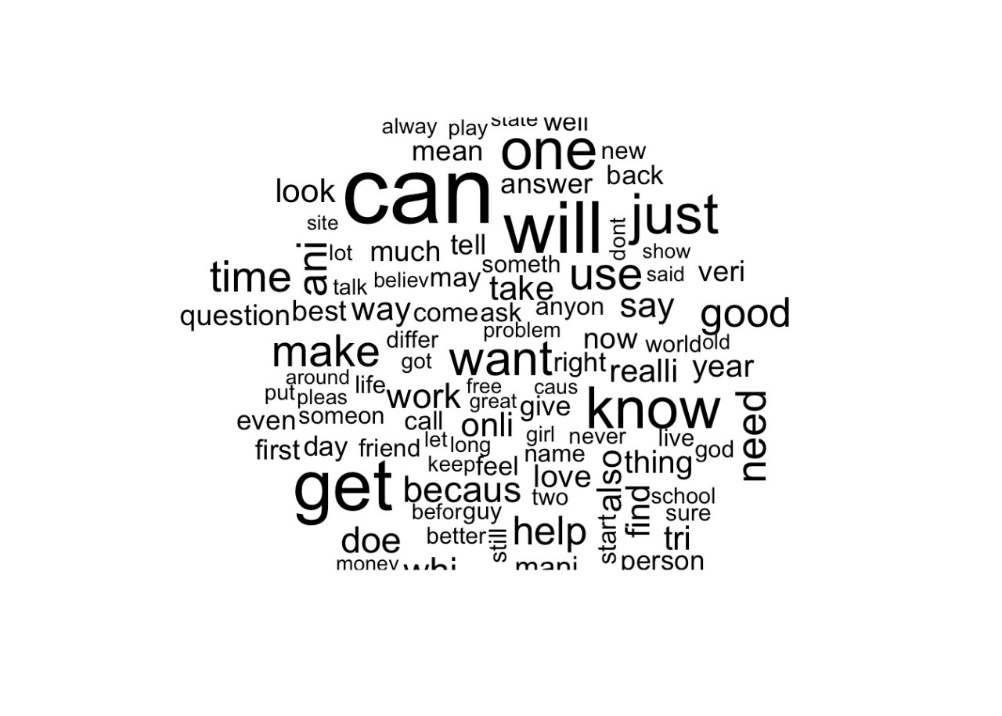 alway play state well
mean one new
look can answer back
site will dont just
ani lot much tell show
time talk believ may someth take use said veri
question best way come ask anyon say good
make differ problem now world old
got want right realli year
around life work free caus
put pleas great give know need
even someon call onli
first day friend let long girl never live god
keep feel name love also thing
get becaus two school
befor guy find sure
doe better still help start tri
money whi mani person